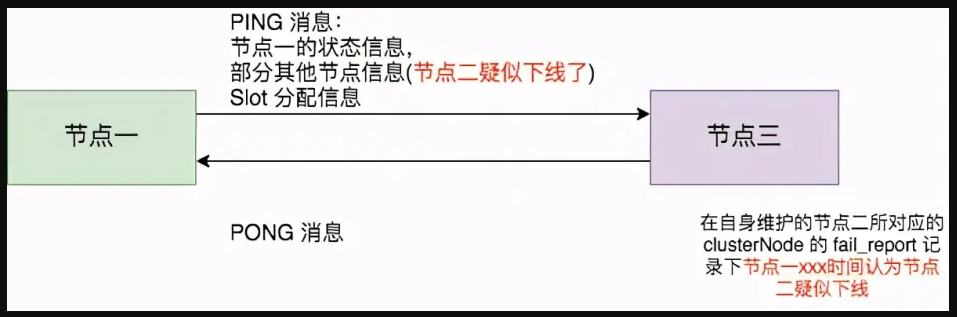 PING 消息：
节点一的状态信息,
部分其他节点信息(节点二疑似下线了)
Slot 分配信息
节点一
节点三
PONG 消息
在自身维护的节点二所对应的
clusterNode 的 fail_report 记
录下节点一xxx时间认为节点
二疑似下线